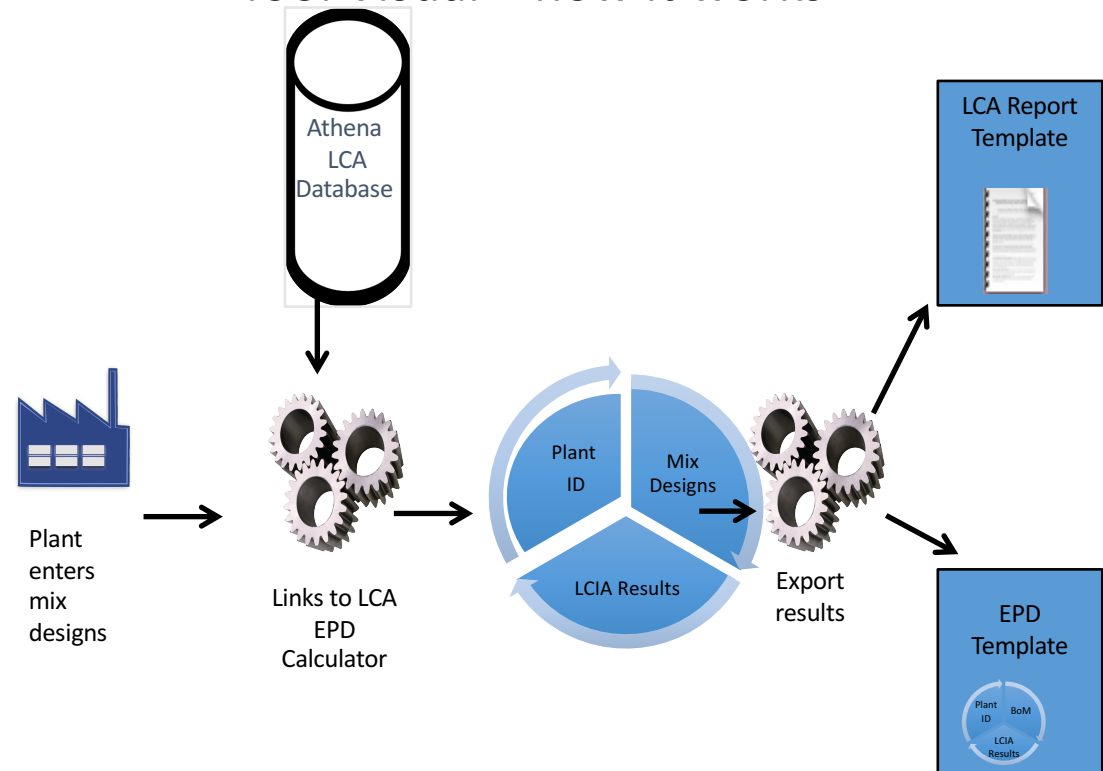 Athena
LCA
Database
LCA Report
Template
Plant
enters
mix
designs
Links to LCA
EPD
Calculator
Plant
ID
Mix
Designs
LCIA Results
Export
results
EPD
Template
Plant
ID
BoM
LCIA
Results